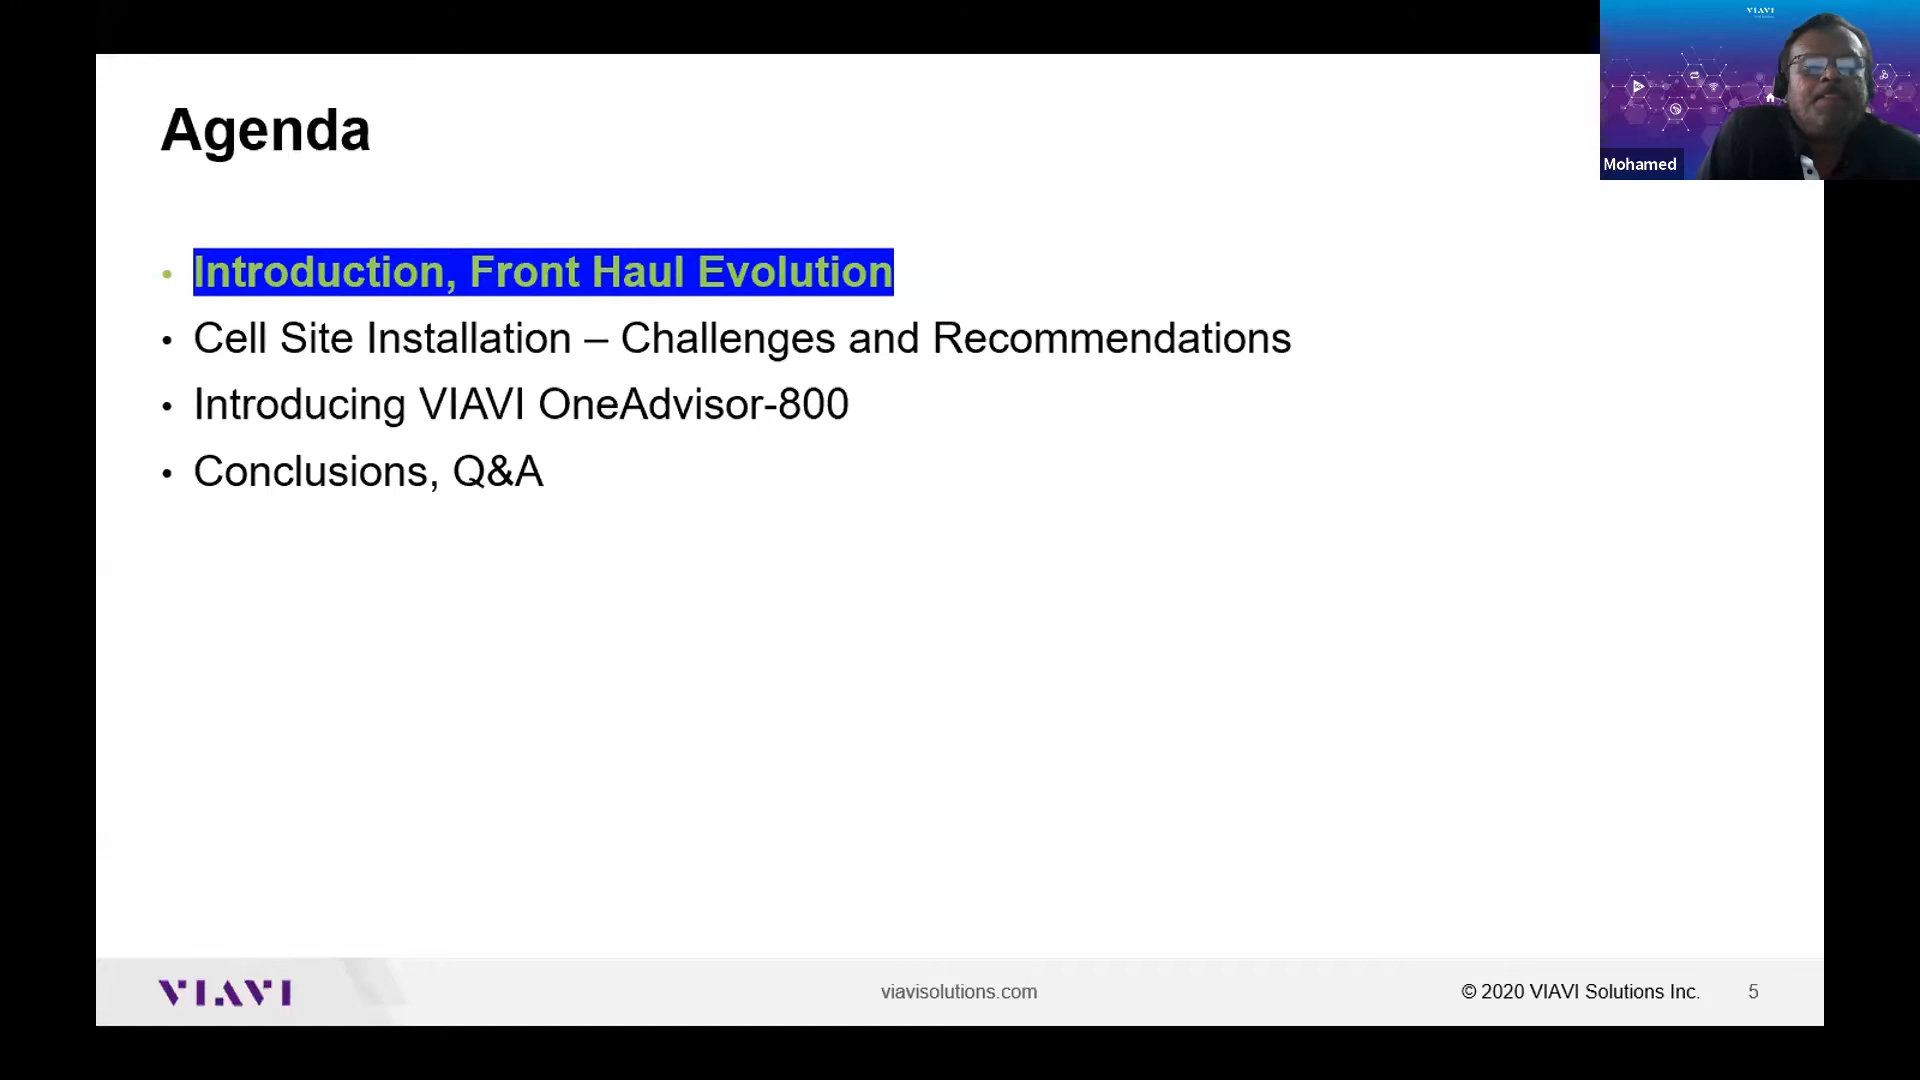 VIAVI
Mohamed
Agenda
• Introduction, Front Haul Evolution
• Cell Site Installation – Challenges and Recommendations
• Introducing VIAVI OneAdvisor-800
• Conclusions, Q&A
VIAVI
viavisolutions.com
© 2020 VIAVI Solutions Inc.
5